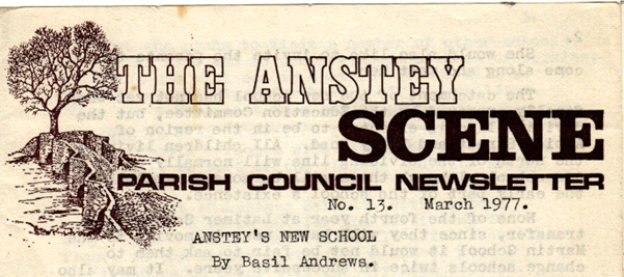 THE ANSTEY
SCENE
PARISH COUNCIL NEWSLETTER
No. 13. March 1977.
ANSTEY'S NEW SCHOOL
By Basil Andrews.